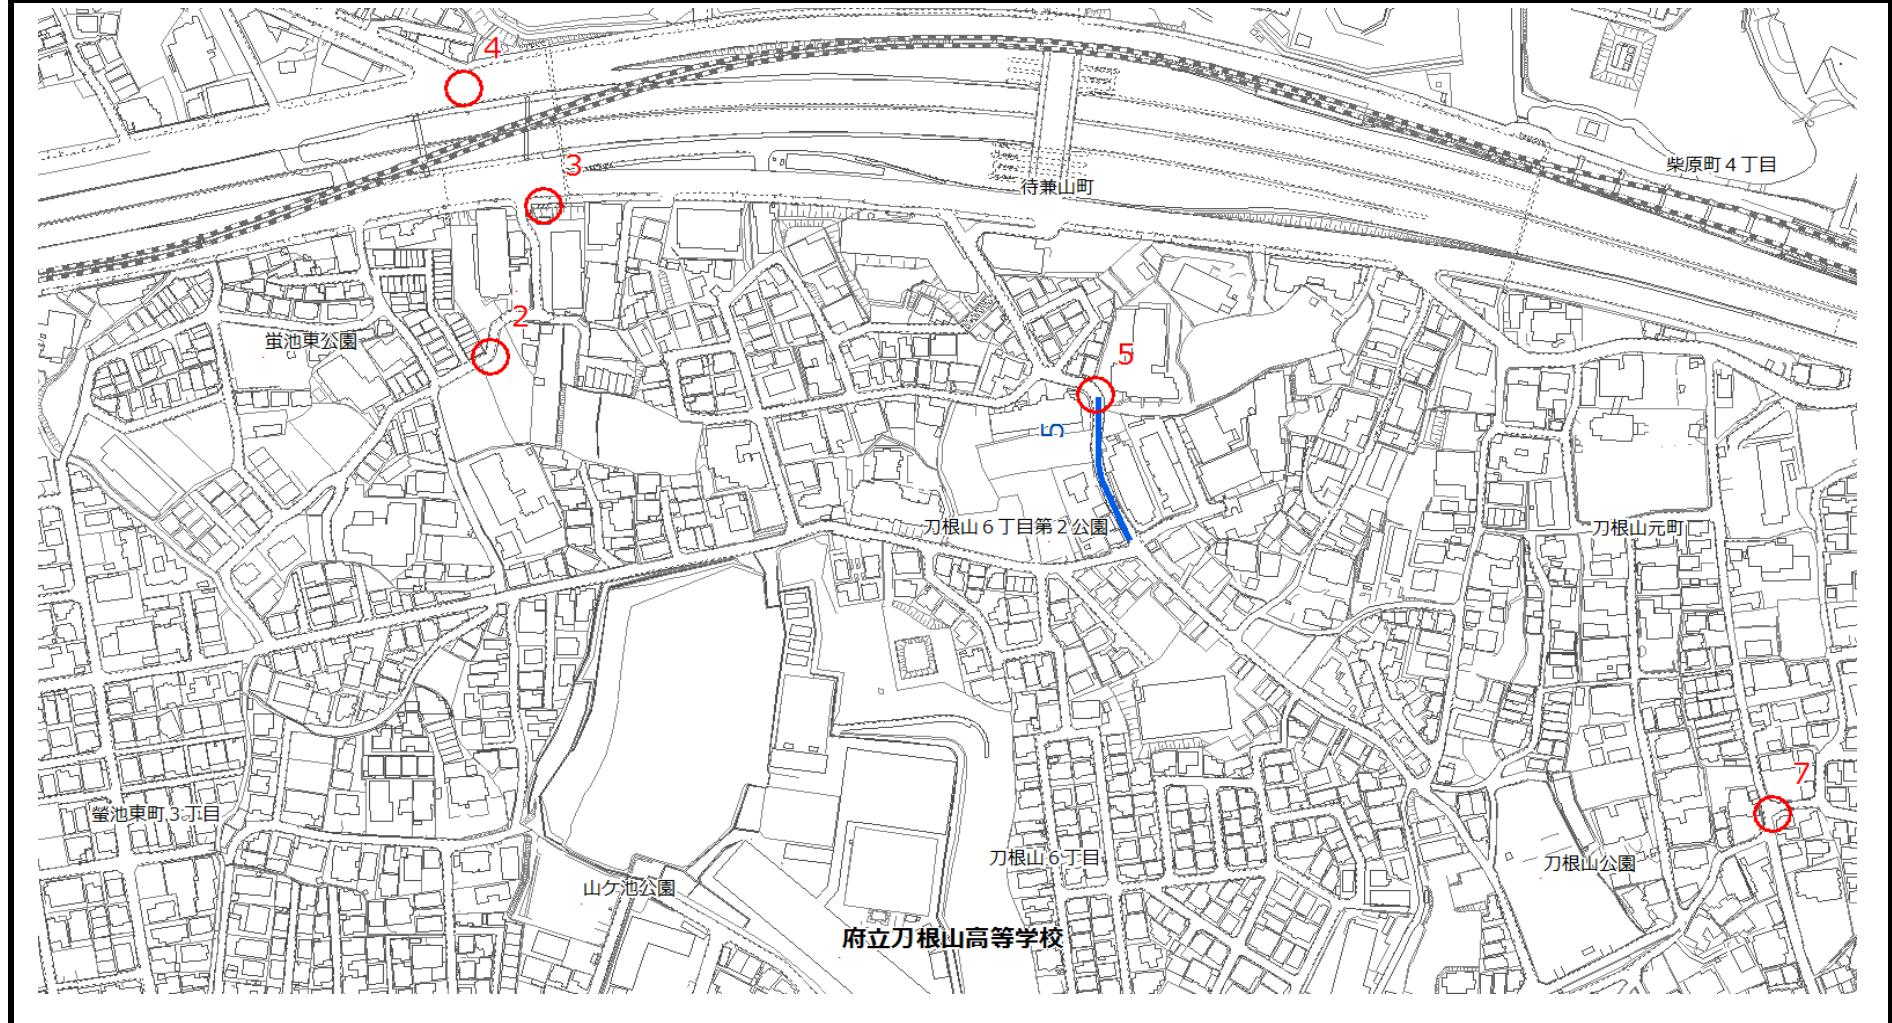 4
3
柴原町４丁目
待兼山町
2
蛍池東公園
5
5
刀根山６丁目第２公園
刀根山元町
7
螢池東町３丁目
刀根山６丁目
刀根山公園
山ケ池公園
府立刀根山高等学校